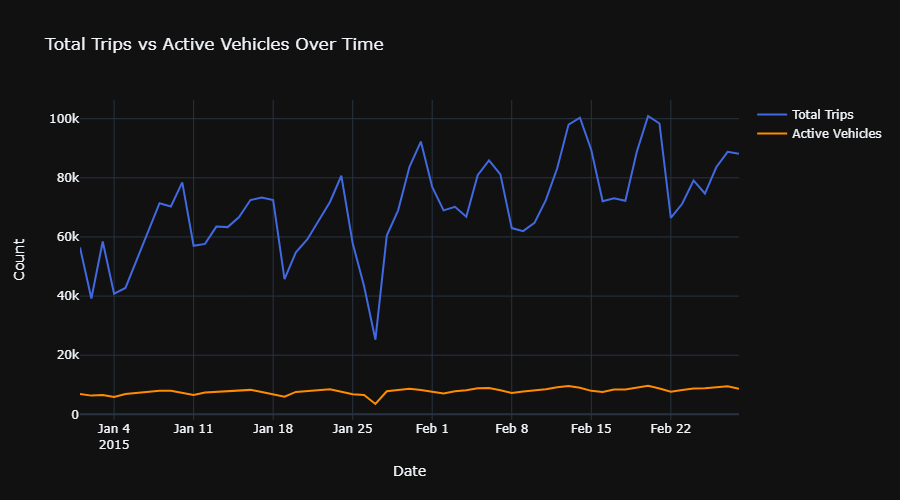 Total Trips vs Active Vehicles Over Time
Total Trips
Active Vehicles
Count
100k
80k
60k
40k
20k
0
Jan 4
2015
Jan 11
Jan 18
Jan 25
Feb 1
Feb 8
Feb 15
Feb 22
Date